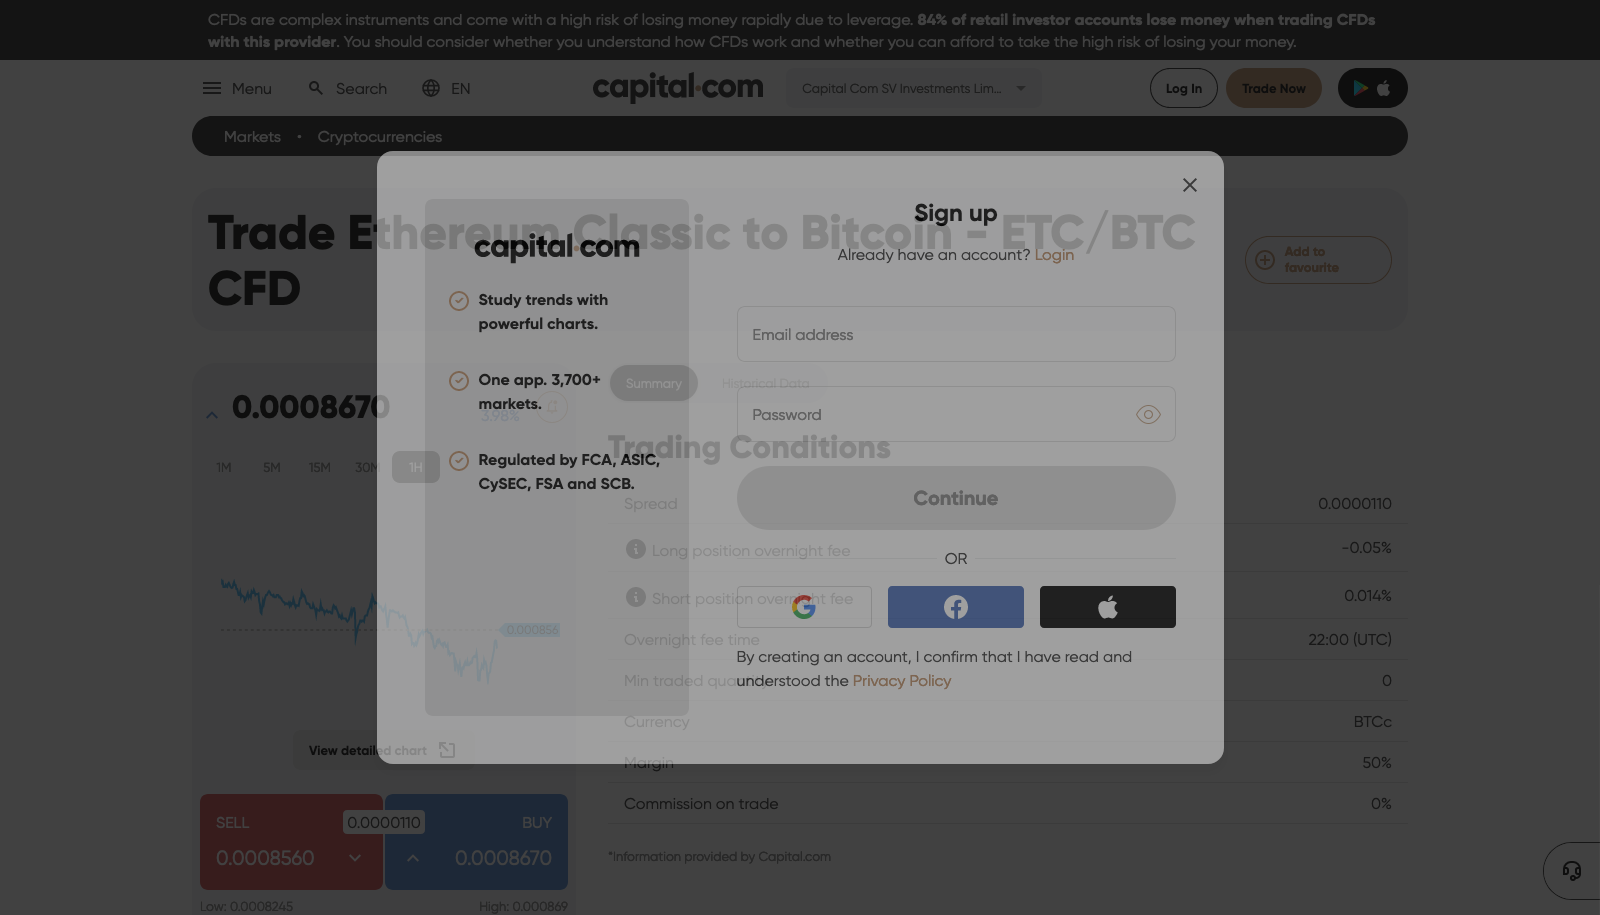 CFDs are complex instruments and come with a high risk of losing money rapidly due to leverage. 84% of retail investor accounts lose money when trading CFDs
with this provider. You should consider whether you understand how CFDs work and whether you can afford to take the high risk of losing your money.
Menu
Search
EN
capital.com
Capital Com SV Investments Lim...
Log In
Trade Now
Markets • Cryptocurrencies
Trade Ethereum Classic to Bitcoin - ETC/BTC
CFD
Add to
favourite
Sign up
Already have an account? Login
capital.com
Study trends with
powerful charts.
One app. 3,700+
markets.
Regulated by FCA, ASIC,
CySEC, FSA and SCB.
Email address
Password
Continue
OR
By creating an account, I confirm that I have read and
understood the Privacy Policy
0.0008670
3.98%
1M 5M 15M 30M 1H
0.000856
View detailed chart
SELL
0.0008560
0.0000110
BUY
0.0008670
Low: 0.0008245
High: 0.000869
Summary
Historical Data
Trading Conditions
Spread 0.0000110
Long position overnight fee -0.05%
Short position overnight fee 0.014%
Overnight fee time 22:00 (UTC)
Min traded quantity 0
Currency BTCc
Margin 50%
Commission on trade 0%
*Information provided by Capital.com